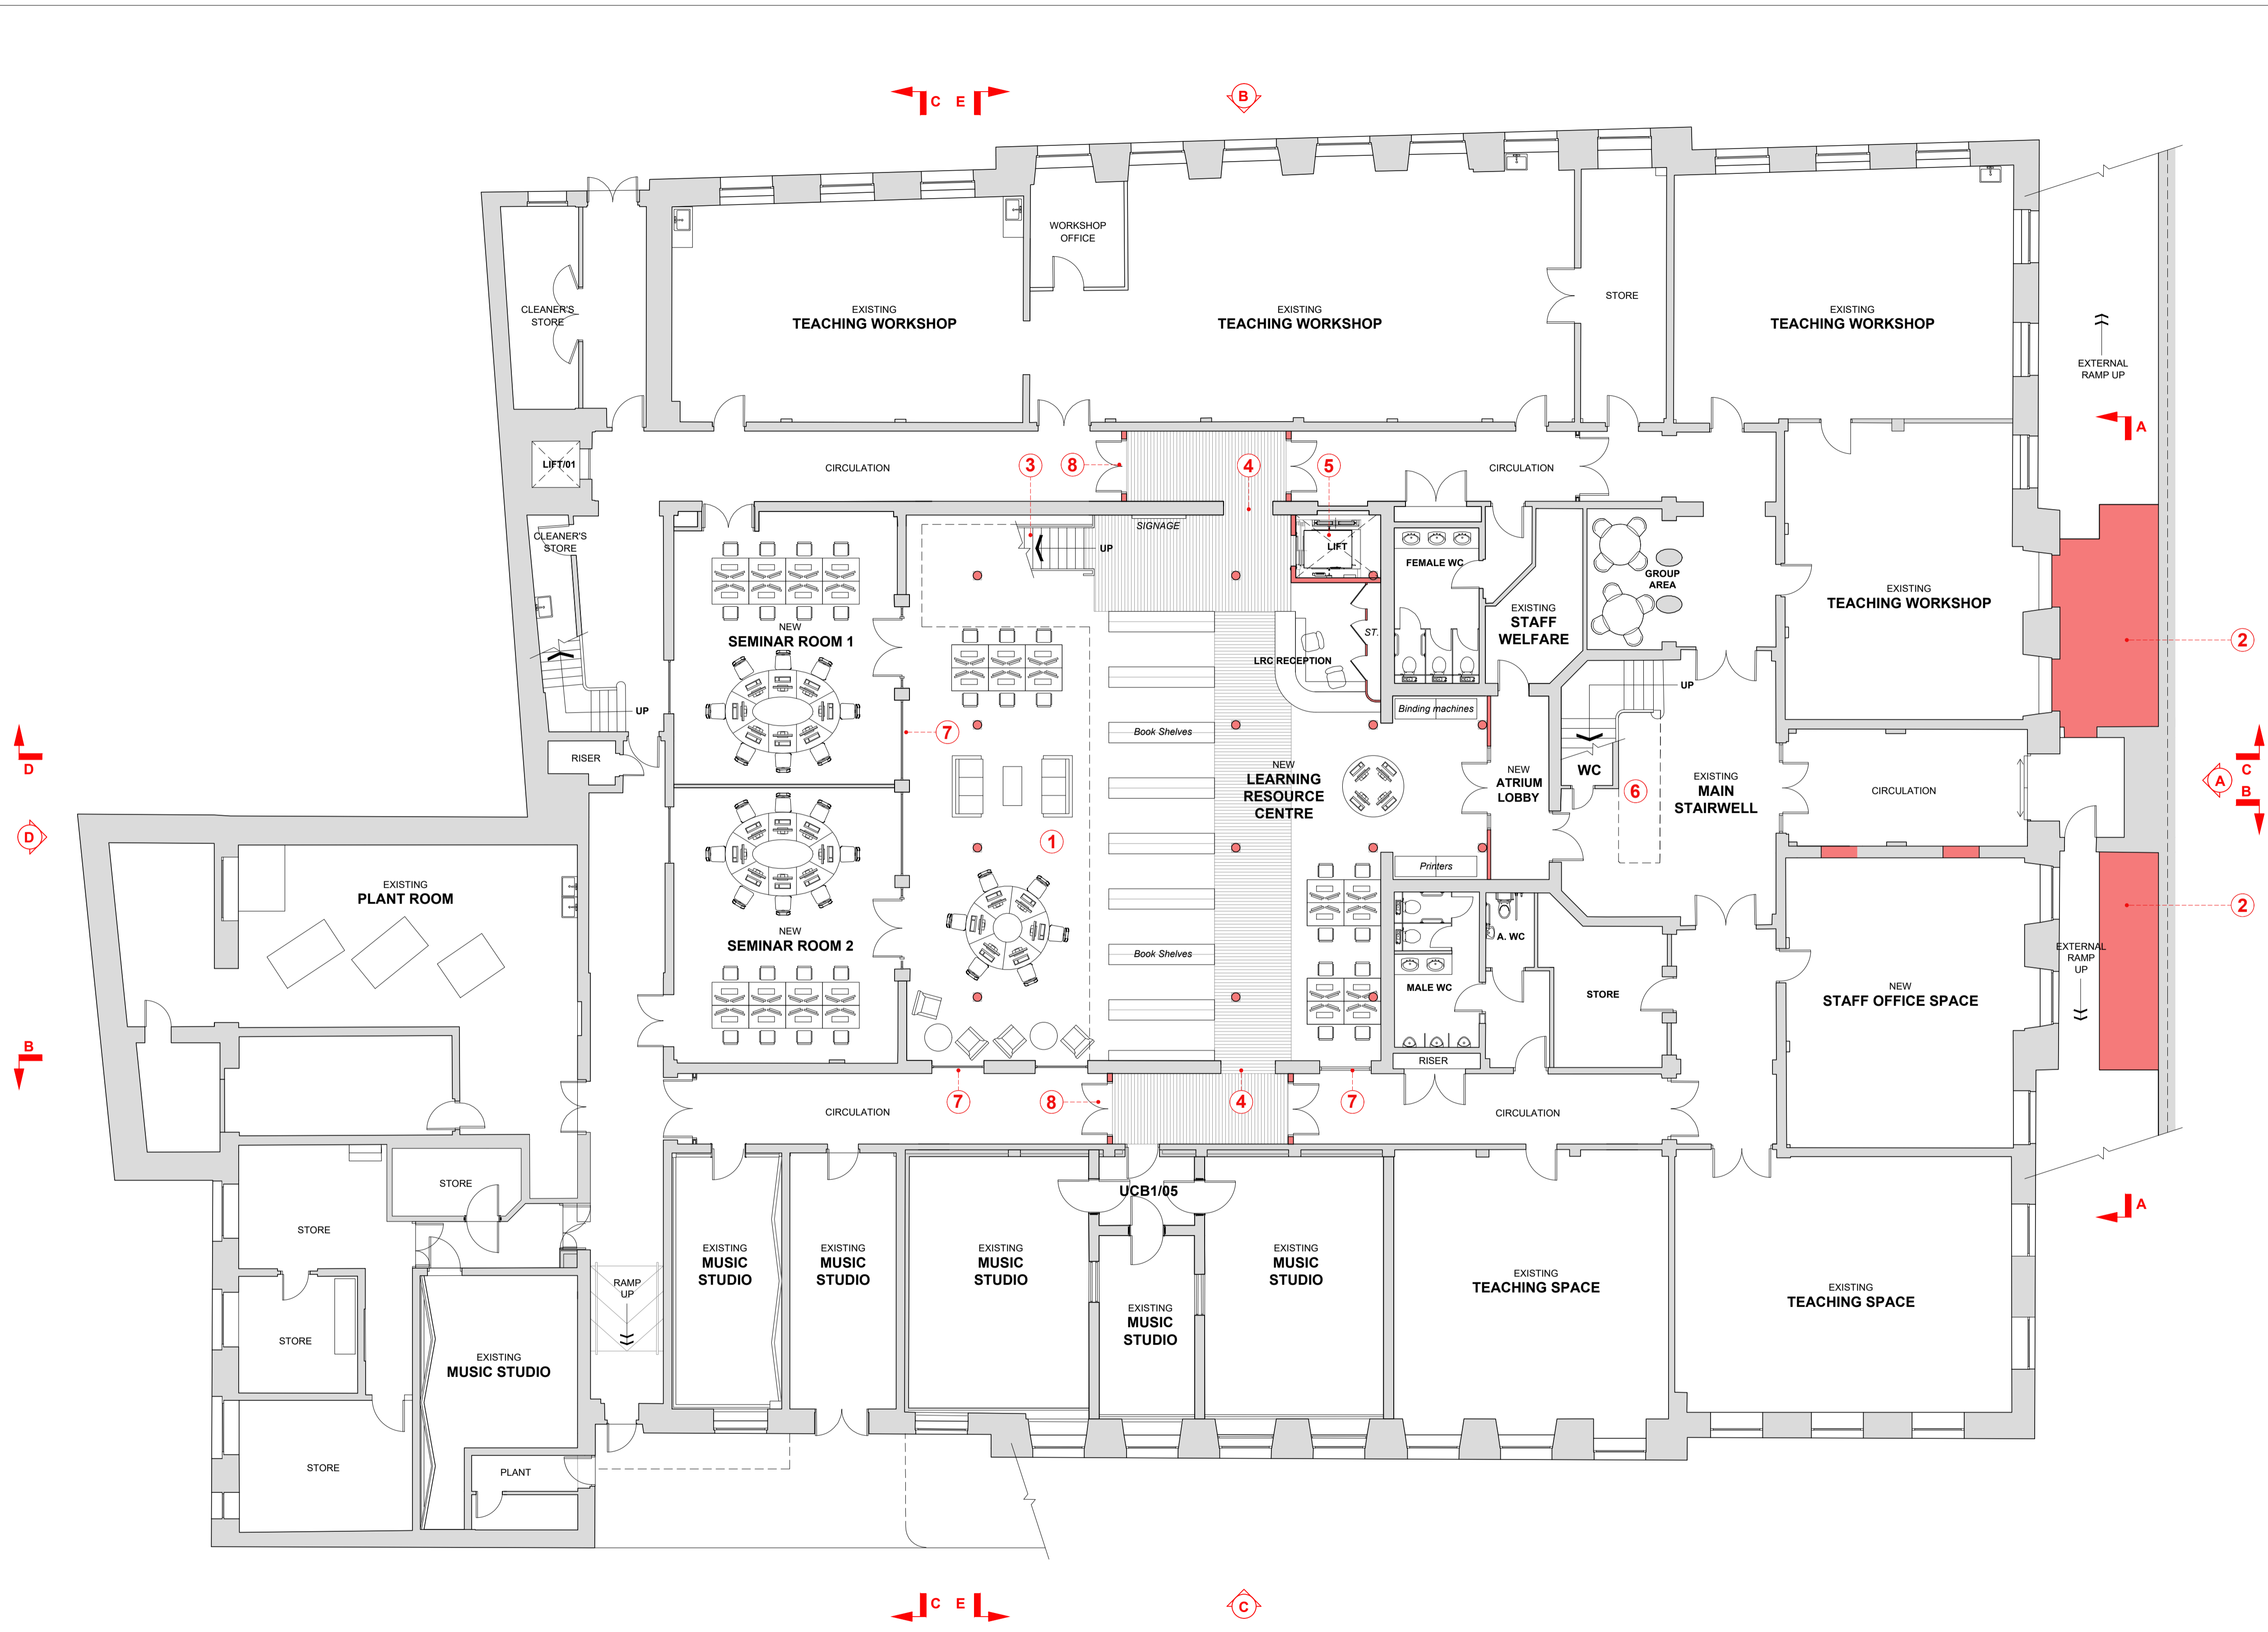 C E
B
WORKSHOP
OFFICE
CLEANER'S
STORE
EXISTING
TEACHING WORKSHOP
EXISTING
TEACHING WORKSHOP
STORE
EXISTING
TEACHING WORKSHOP
EXTERNAL
RAMP UP
A
LIFT/01
CIRCULATION
3
8
4
5
CIRCULATION
SIGNAGE
CLEANER'S
STORE
UP
LIFT
FEMALE WC
GROUP
AREA
EXISTING
TEACHING WORKSHOP
NEW
SEMINAR ROOM 1
ST.
EXISTING
STAFF
WELFARE
2
LRC RECEPTION
UP
UP
Binding machines
7
Book Shelves
RISER
D
NEW
LEARNING
RESOURCE
CENTRE
NEW
ATRIUM
LOBBY
WC
6
EXISTING
MAIN
STAIRWELL
CIRCULATION
A
C
B
D
1
Printers
EXISTING
PLANT ROOM
2
NEW
SEMINAR ROOM 2
Book Shelves
A. WC
EXTERNAL
RAMP
UP
MALE WC
STORE
NEW
STAFF OFFICE SPACE
B
RISER
CIRCULATION
7
8
4
7
CIRCULATION
STORE
UCB1/05
A
STORE
EXISTING
MUSIC
STUDIO
EXISTING
MUSIC
STUDIO
EXISTING
MUSIC
STUDIO
EXISTING
MUSIC
STUDIO
EXISTING
MUSIC
STUDIO
EXISTING
TEACHING SPACE
EXISTING
TEACHING SPACE
RAMP
UP
STORE
EXISTING
MUSIC STUDIO
STORE
PLANT
C E
C